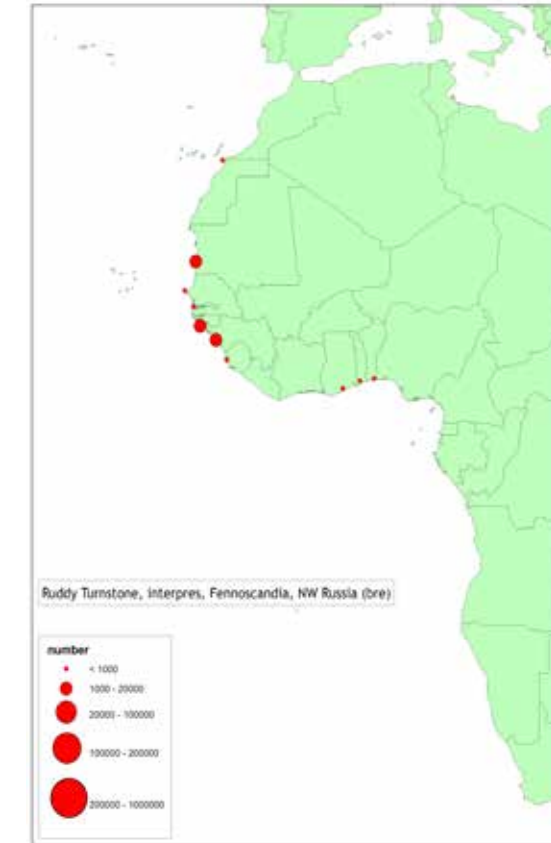 Ruddy Turnstone, interpres, Fennoscandia, NW Russia (bre)
number
< 1000
1000 - 20000
20000 - 100000
100000 - 200000
200000 - 1000000